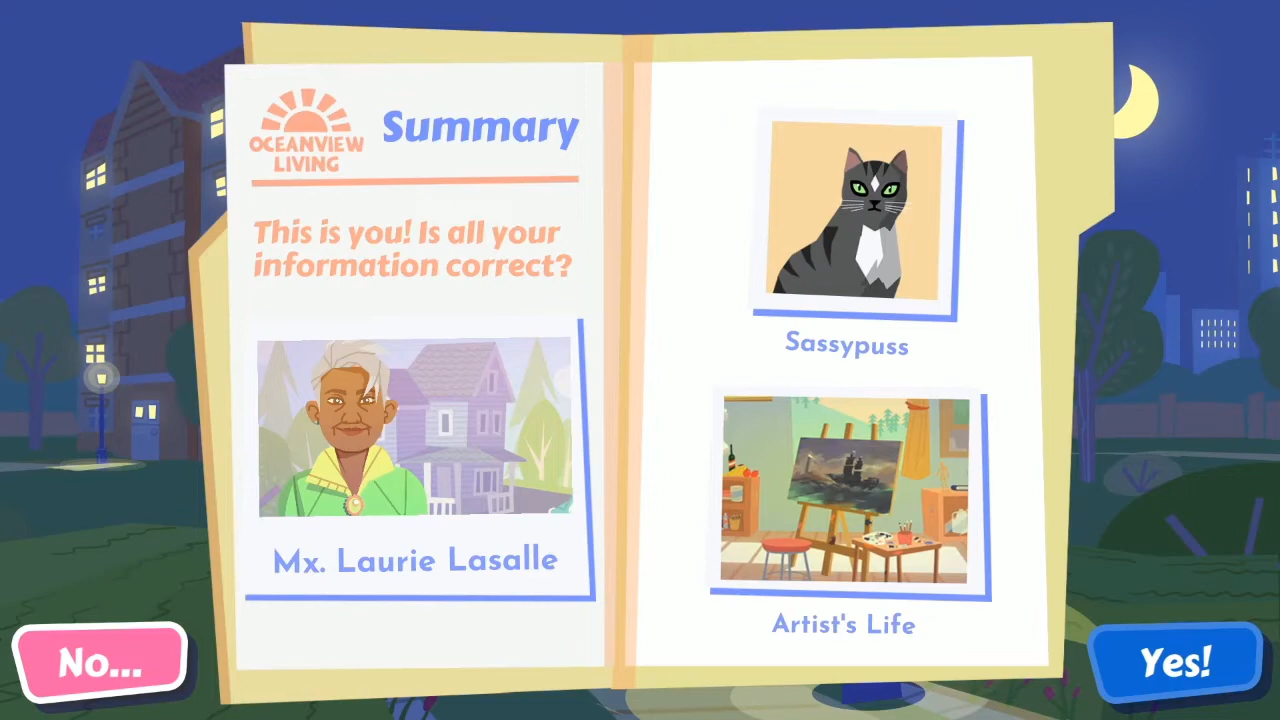 OCEANVIEW
LIVING
Summary
This is you! Is all your
information correct?
Mx. Laurie Lasalle
Sassypuss
Artist's Life
No...
Yes!